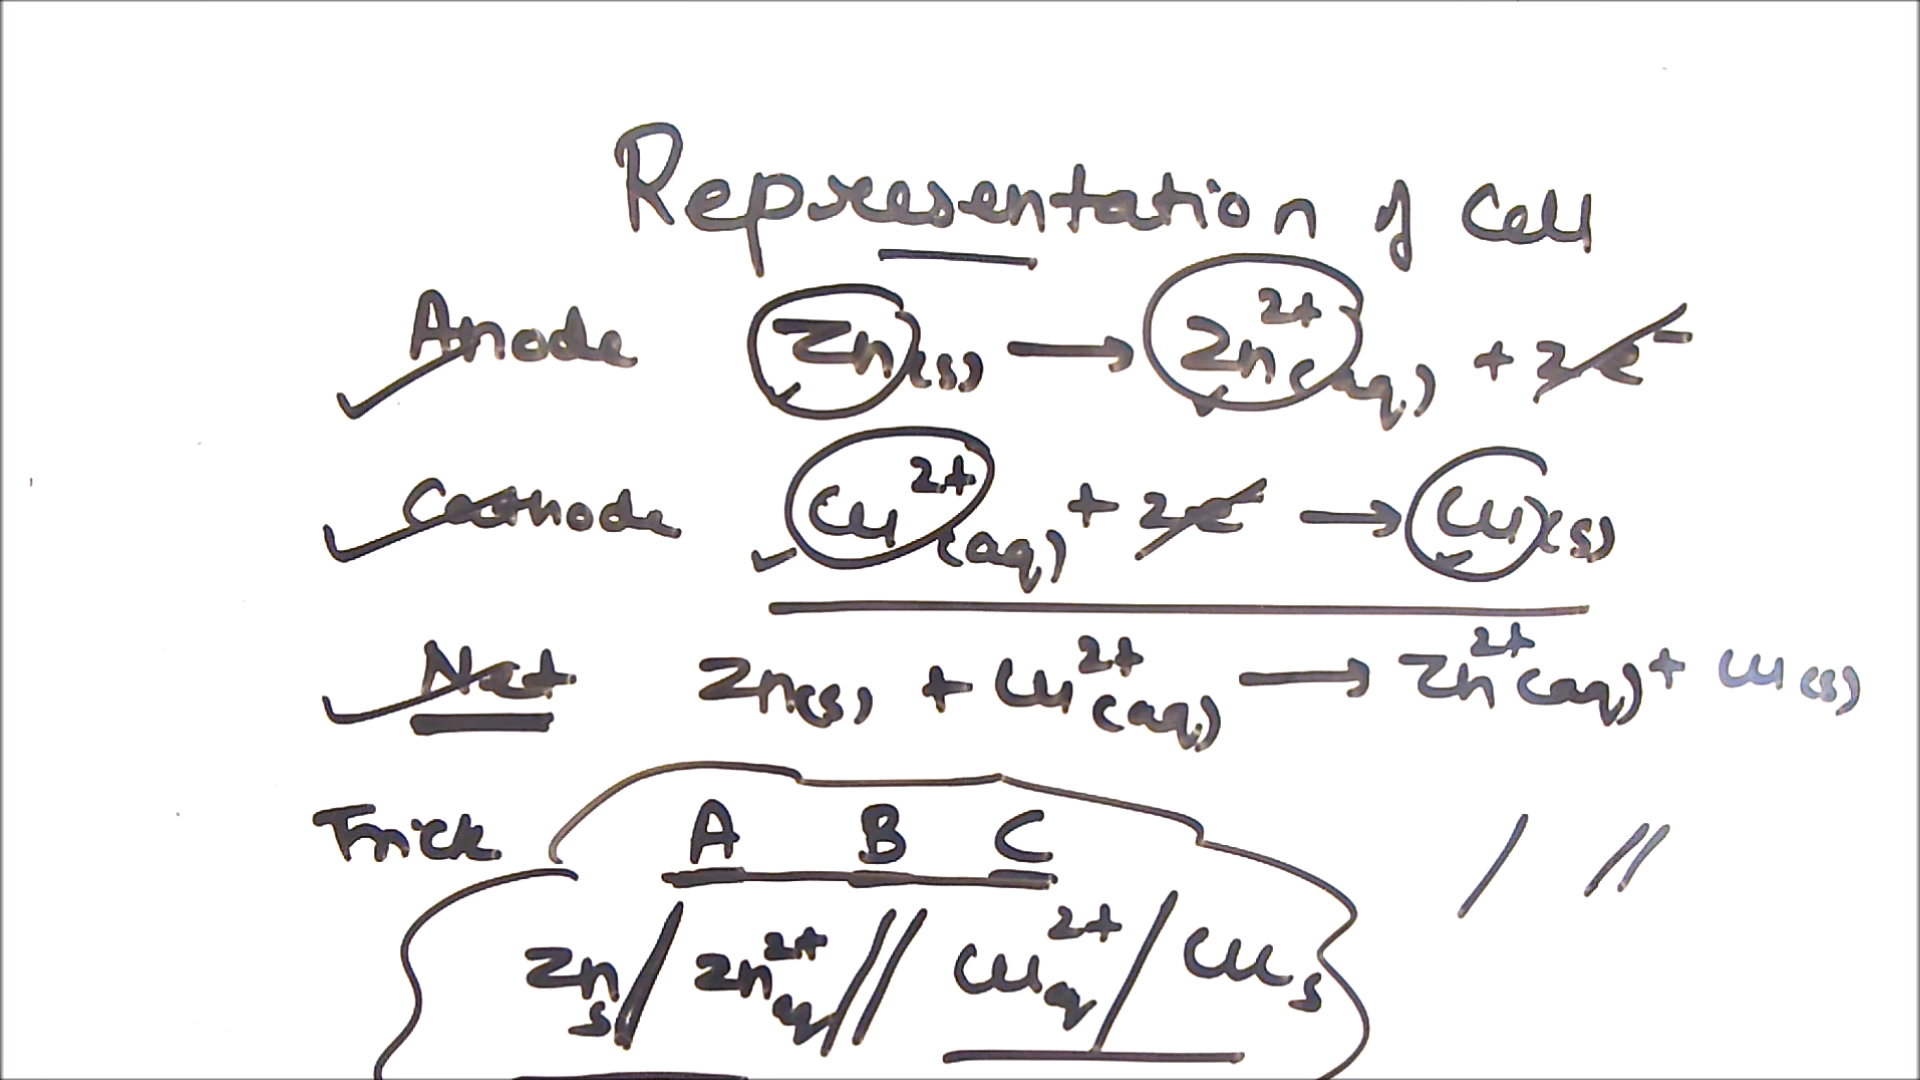 Representation of Cell
Anode Zn(s) → Zn²⁺(aq) + 2e⁻
Cathode Cu²⁺(aq) + 2e → Cu(s)
Net Zn(s) + Cu²⁺(aq) → Zn²⁺(aq) + Cu(s)
Trick A B C / //
Zn s / Zn²⁺ aq // Cu²⁺ aq / Cu s